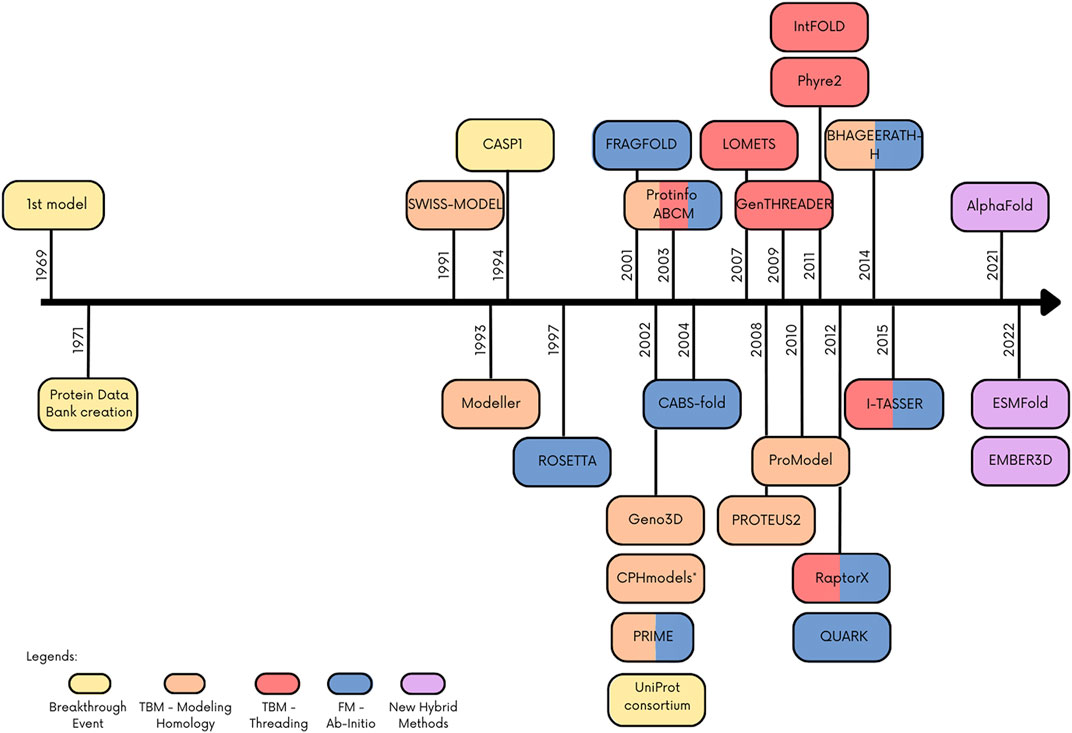 IntFOLD
Phyre2
CASP1
FRAGFOLD
LOMETS
BHAGEERATH-
H
1st model
SWISS-MODEL
Protinfo
ABCM
GenTHREADER
AlphaFold
1969
1991
1994
2001
2003
2007
2009
2011
2014
2021
1971
1993
1997
2002
2004
2008
2010
2012
2015
2022
Protein Data
Bank creation
Modeller
CABS-fold
I-TASSER
ESMFold
ROSETTA
ProModel
EMBER3D
Geno3D
PROTEUS2
CPHmodels*
RaptorX
PRIME
QUARK
UniProt
consortium
Legends:
Breakthrough
Event
TBM - Modeling
Homology
TBM -
Threading
FM -
Ab-Initio
New Hybrid
Methods